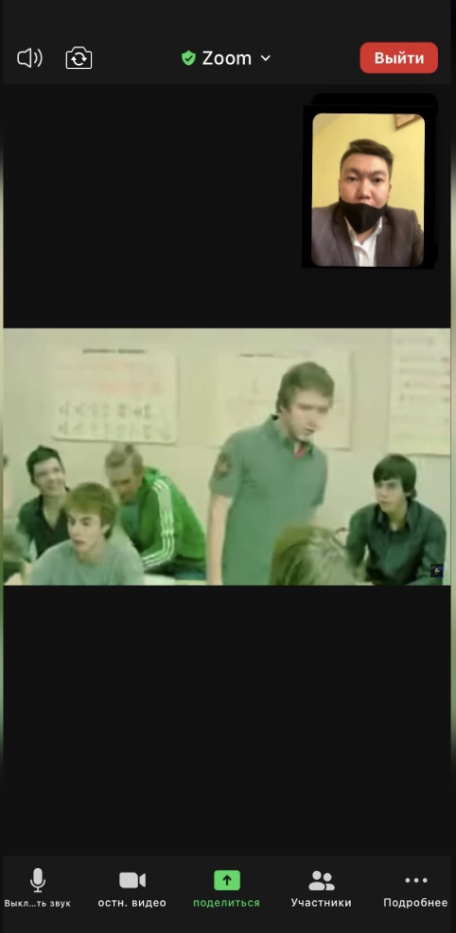 Zoom
Выйти
Выкл...ть звук
остн. видео
поделиться
Участники
Подробнее